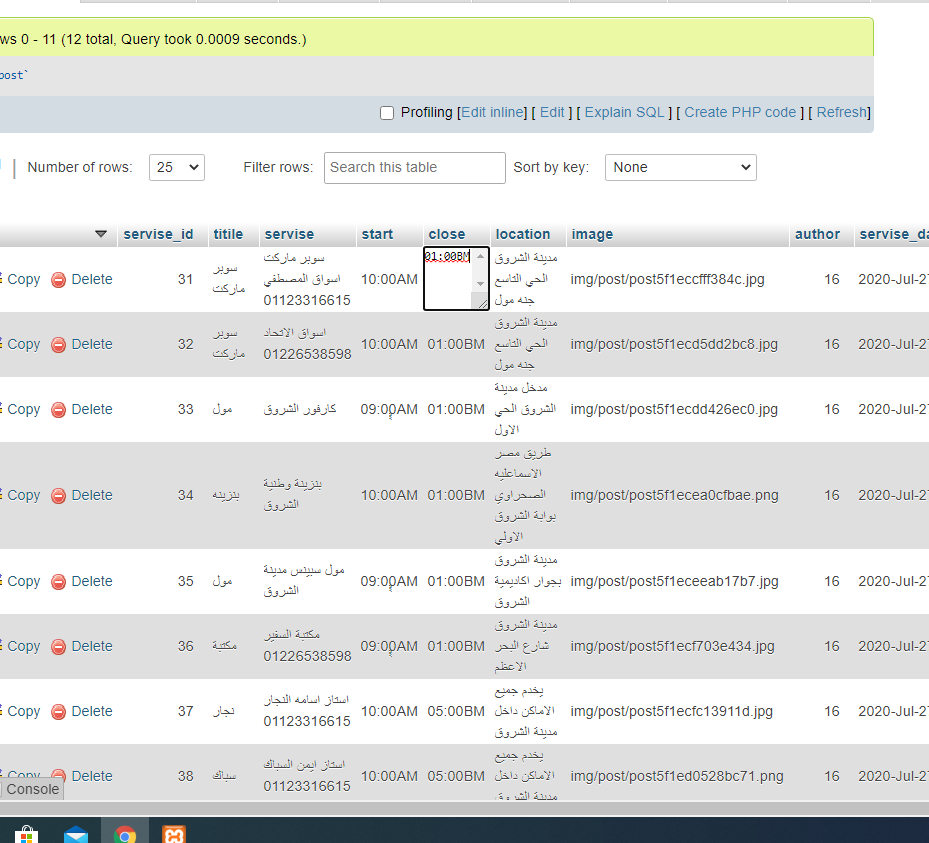 ws 0 - 11 (12 total, Query took 0.0009 seconds.)
post`
Profiling [Edit inline] [ Edit ] [ Explain SQL ] [ Create PHP code ] [ Refresh]
Number of rows: 25 Filter rows: Search this table Sort by key: None
servise_id titile servise start close location image author servise_da
Copy Delete 31 سوبر ماركت سوبر ماركت اسواق المصطفي 01123316615 10:00AM 01:00BM مدينة الشروق الحي التاسع جنه مول img/post/post5f1eccfff384c.jpg 16 2020-Jul-27
Copy Delete 32 سوبر ماركت اسواق الاتحاد 01226538598 10:00AM 01:00BM مدينة الشروق الحي التاسع جنه مول img/post/post5f1ecd5dd2bc8.jpg 16 2020-Jul-27
Copy Delete 33 مول كارفور الشروق 09:00AM 01:00BM مدخل مدينة الشروق الحي الاول img/post/post5f1ecdd426ec0.jpg 16 2020-Jul-27
Copy Delete 34 بنزينه بنزينة وطنية الشروق 10:00AM 01:00BM طريق مصر الاسماعليه الصحراوي بوابة الشروق الاولي img/post/post5f1ecea0cfbae.png 16 2020-Jul-27
Copy Delete 35 مول مول سبينس مدينة الشروق 09:00AM 01:00BM مدينة الشروق بجوار اكاديمية الشروق img/post/post5f1eceeab17b7.jpg 16 2020-Jul-27
Copy Delete 36 مكتبة مكتبة السفير 01226538598 09:00AM 01:00BM مدينة الشروق شارع البحر الاعظم img/post/post5f1ecf703e434.jpg 16 2020-Jul-27
Copy Delete 37 نجار استاز اسامه النجار 01123316615 10:00AM 05:00BM يخدم جميع الاماكن داخل مدينة الشروق img/post/post5f1ecfc13911d.jpg 16 2020-Jul-27
Copy Delete 38 سباك استاز ايمن السباك 01123316615 10:00AM 05:00BM يخدم جميع الاماكن داخل مدينة الشروق img/post/post5f1ed0528bc71.png 16 2020-Jul-27
Console